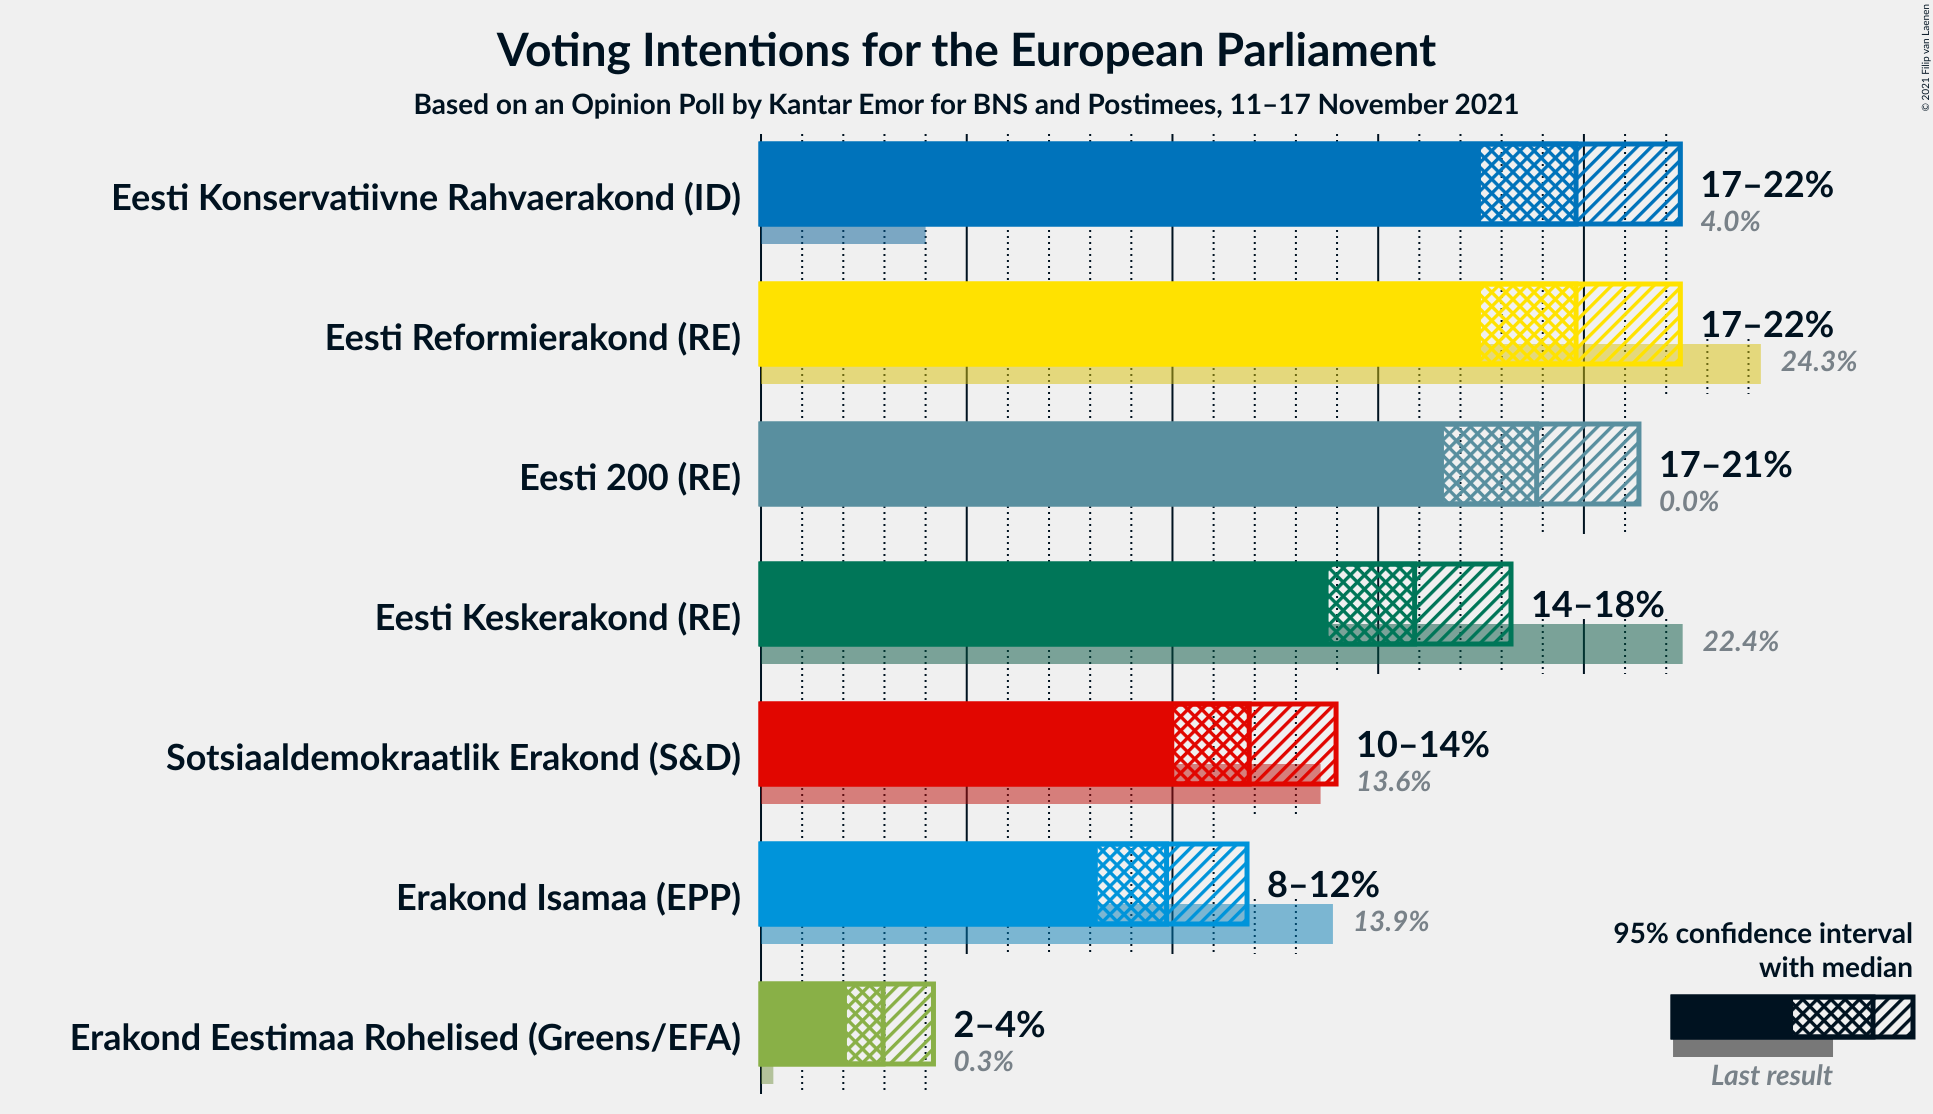 Voting Intentions for the European Parliament
Based on an Opinion Poll by Kantar Emor for BNS and Postimees, 11–17 November 2021
© 2021 Filip van Laenen
Eesti Konservatiivne Rahvaerakond (ID)
17–22%
4.0%
Eesti Reformierakond (RE)
17–22%
24.3%
Eesti 200 (RE)
17–21%
0.0%
Eesti Keskerakond (RE)
14–18%
22.4%
Sotsiaaldemokraatlik Erakond (S&D)
10–14%
13.6%
Erakond Isamaa (EPP)
8–12%
13.9%
Erakond Eestimaa Rohelised (Greens/EFA)
2–4%
0.3%
95% confidence interval
with median
Last result